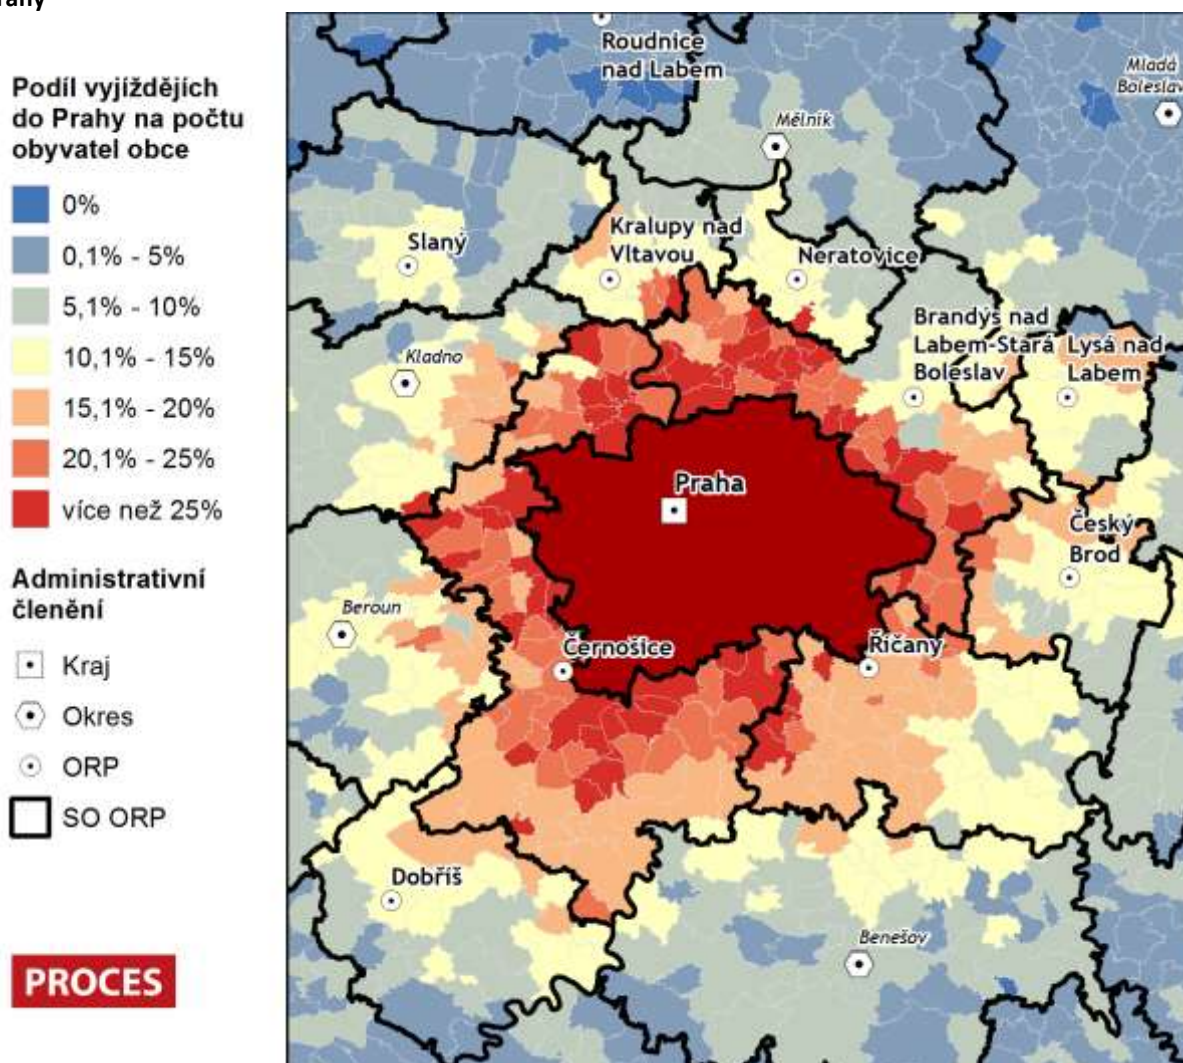 Podíl vyjíždějích
do Prahy na počtu
obyvatel obce
0%
0,1% - 5%
5,1% - 10%
10,1% - 15%
15,1% - 20%
20,1% - 25%
více než 25%
Administrativní
členění
Kraj
Okres
ORP
SO ORP
PROCES
Roudnice
nad Labem
Mladá
Boleslav
Mělník
Slaný
Kralupy nad
Vltavou
Neratovice
Kladno
Brandýs nad
Labem-Stará
Boleslav
Lysá nad
Labem
Praha
Český
Brod
Beroun
Černošice
Říčany
Dobříš
Benešov